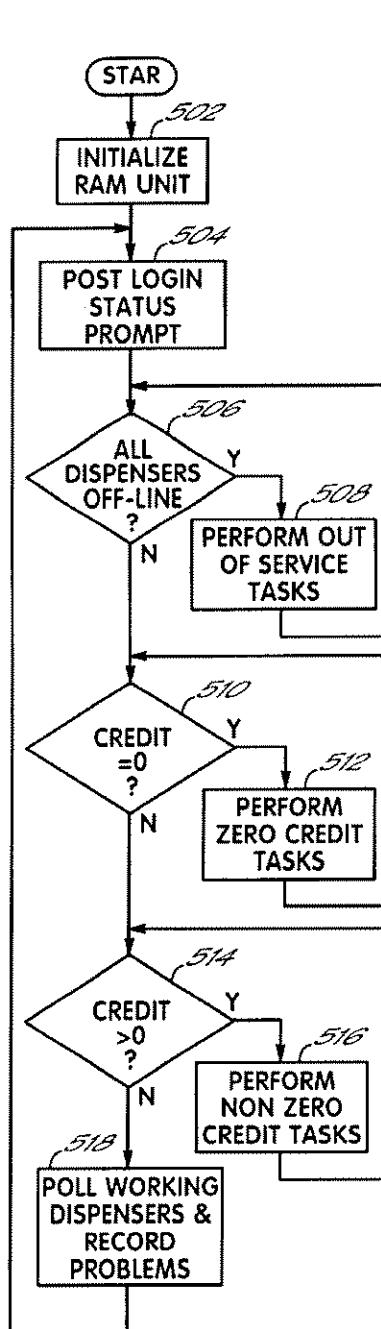 STAR
502
INITIALIZE
RAM UNIT
504
POST LOGIN
STATUS
PROMPT
506
ALL
DISPENSERS
OFF-LINE
?
Y
N
508
PERFORM OUT
OF SERVICE
TASKS
510
CREDIT
=0
?
Y
N
512
PERFORM
ZERO CREDIT
TASKS
514
CREDIT
>0
?
Y
N
516
PERFORM
NON ZERO
CREDIT TASKS
518
POLL WORKING
DISPENSERS &
RECORD
PROBLEMS